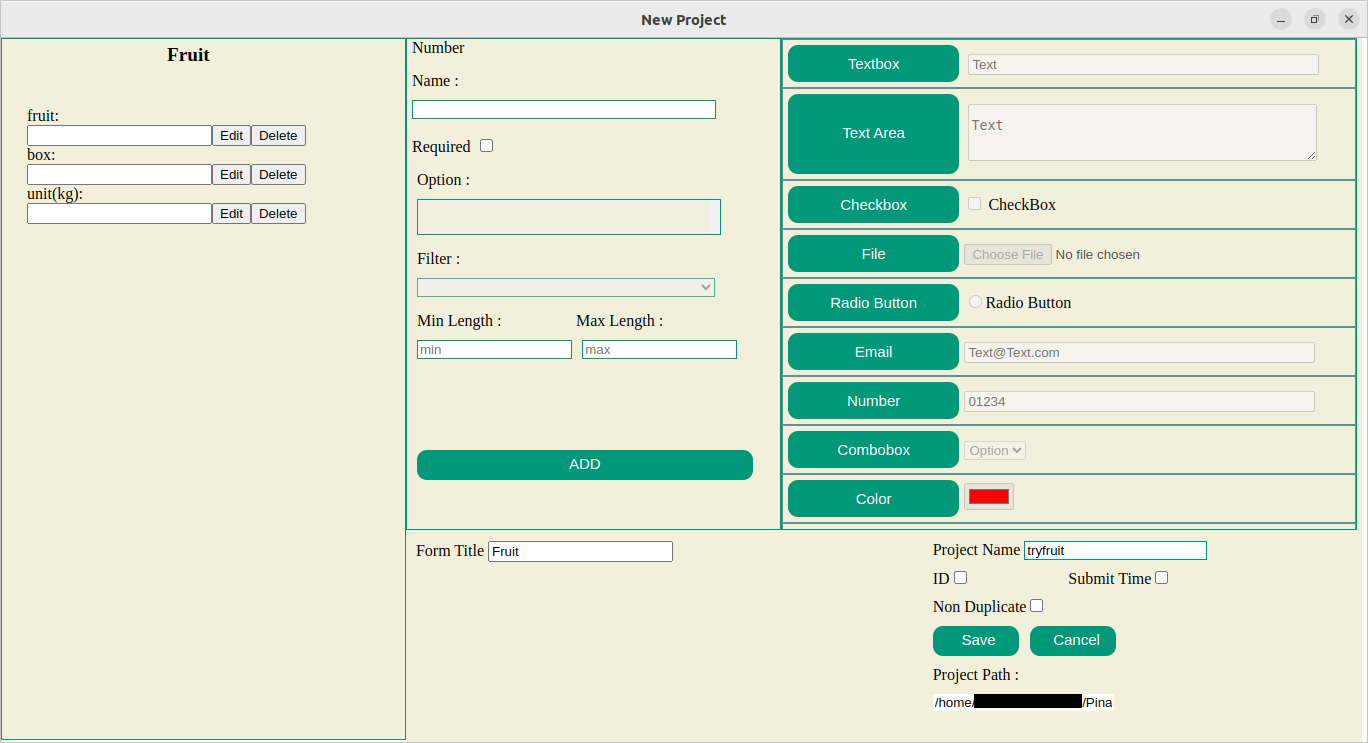 New Project
Fruit
fruit:
Edit Delete
box:
Edit Delete
unit(kg):
Edit Delete
Number
Name :
Required
Option :
Filter :
Min Length : Max Length :
min max
ADD
Textbox Text
Text Area Text
Checkbox CheckBox
File Choose File No file chosen
Radio Button Radio Button
Email Text@Text.com
Number 01234
Combobox Option
Color
Form Title Fruit
Project Name tryfruit
ID Submit Time
Non Duplicate
Save Cancel
Project Path :
/home/ /Pina